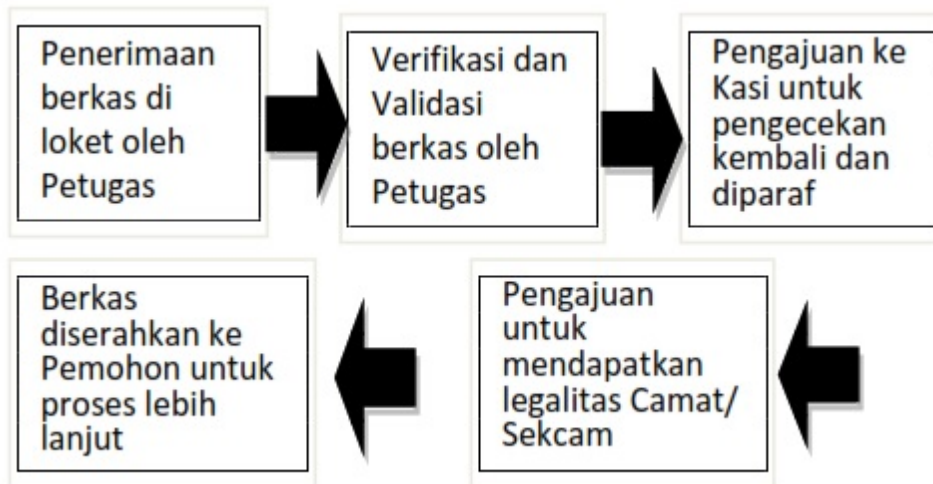 Penerimaan
berkas di
loket oleh
Petugas
Verifikasi dan
Validasi
berkas oleh
Petugas
Pengajuan ke
Kasi untuk
pengecekan
kembali dan
diparaf
Pengajuan
untuk
mendapatkan
legalitas Camat/
Sekcam
Berkas
diserahkan ke
Pemohon untuk
proses lebih
lanjut